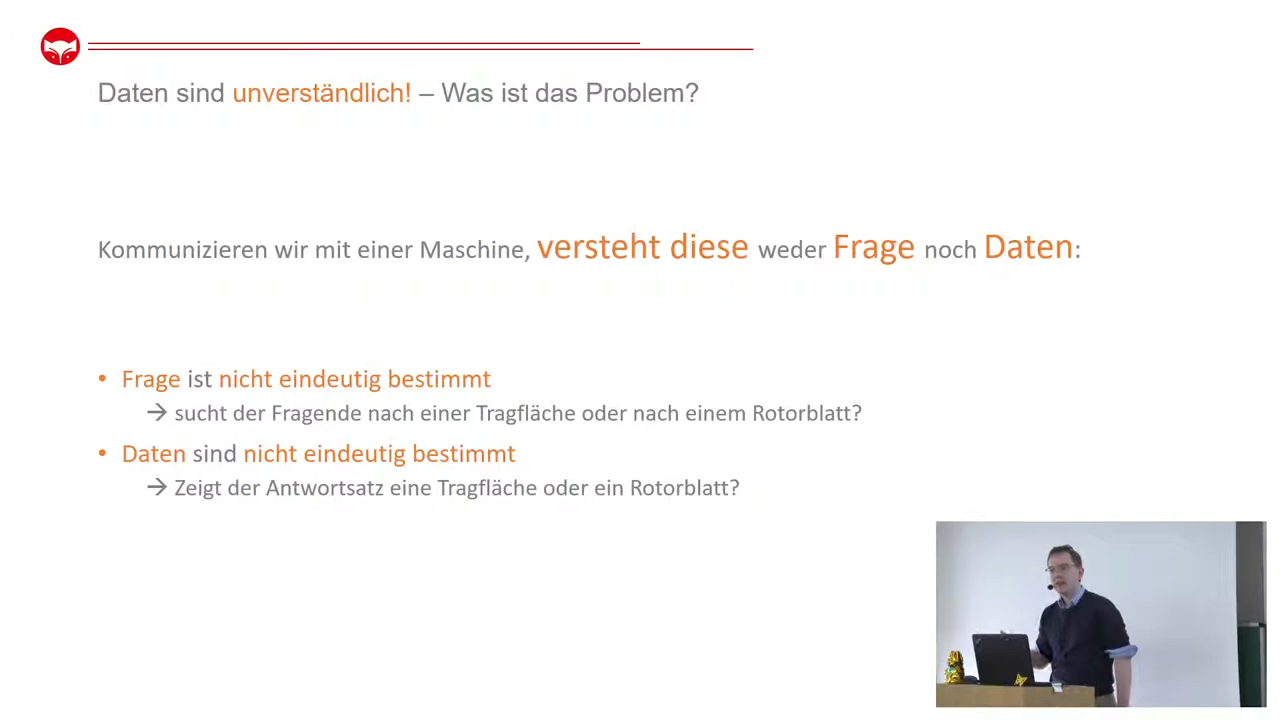 Daten sind unverständlich! – Was ist das Problem?
Kommunizieren wir mit einer Maschine, versteht diese weder Frage noch Daten:
• Frage ist nicht eindeutig bestimmt
→ sucht der Fragende nach einer Tragfläche oder nach einem Rotorblatt?
• Daten sind nicht eindeutig bestimmt
→ Zeigt der Antwortsatz eine Tragfläche oder ein Rotorblatt?